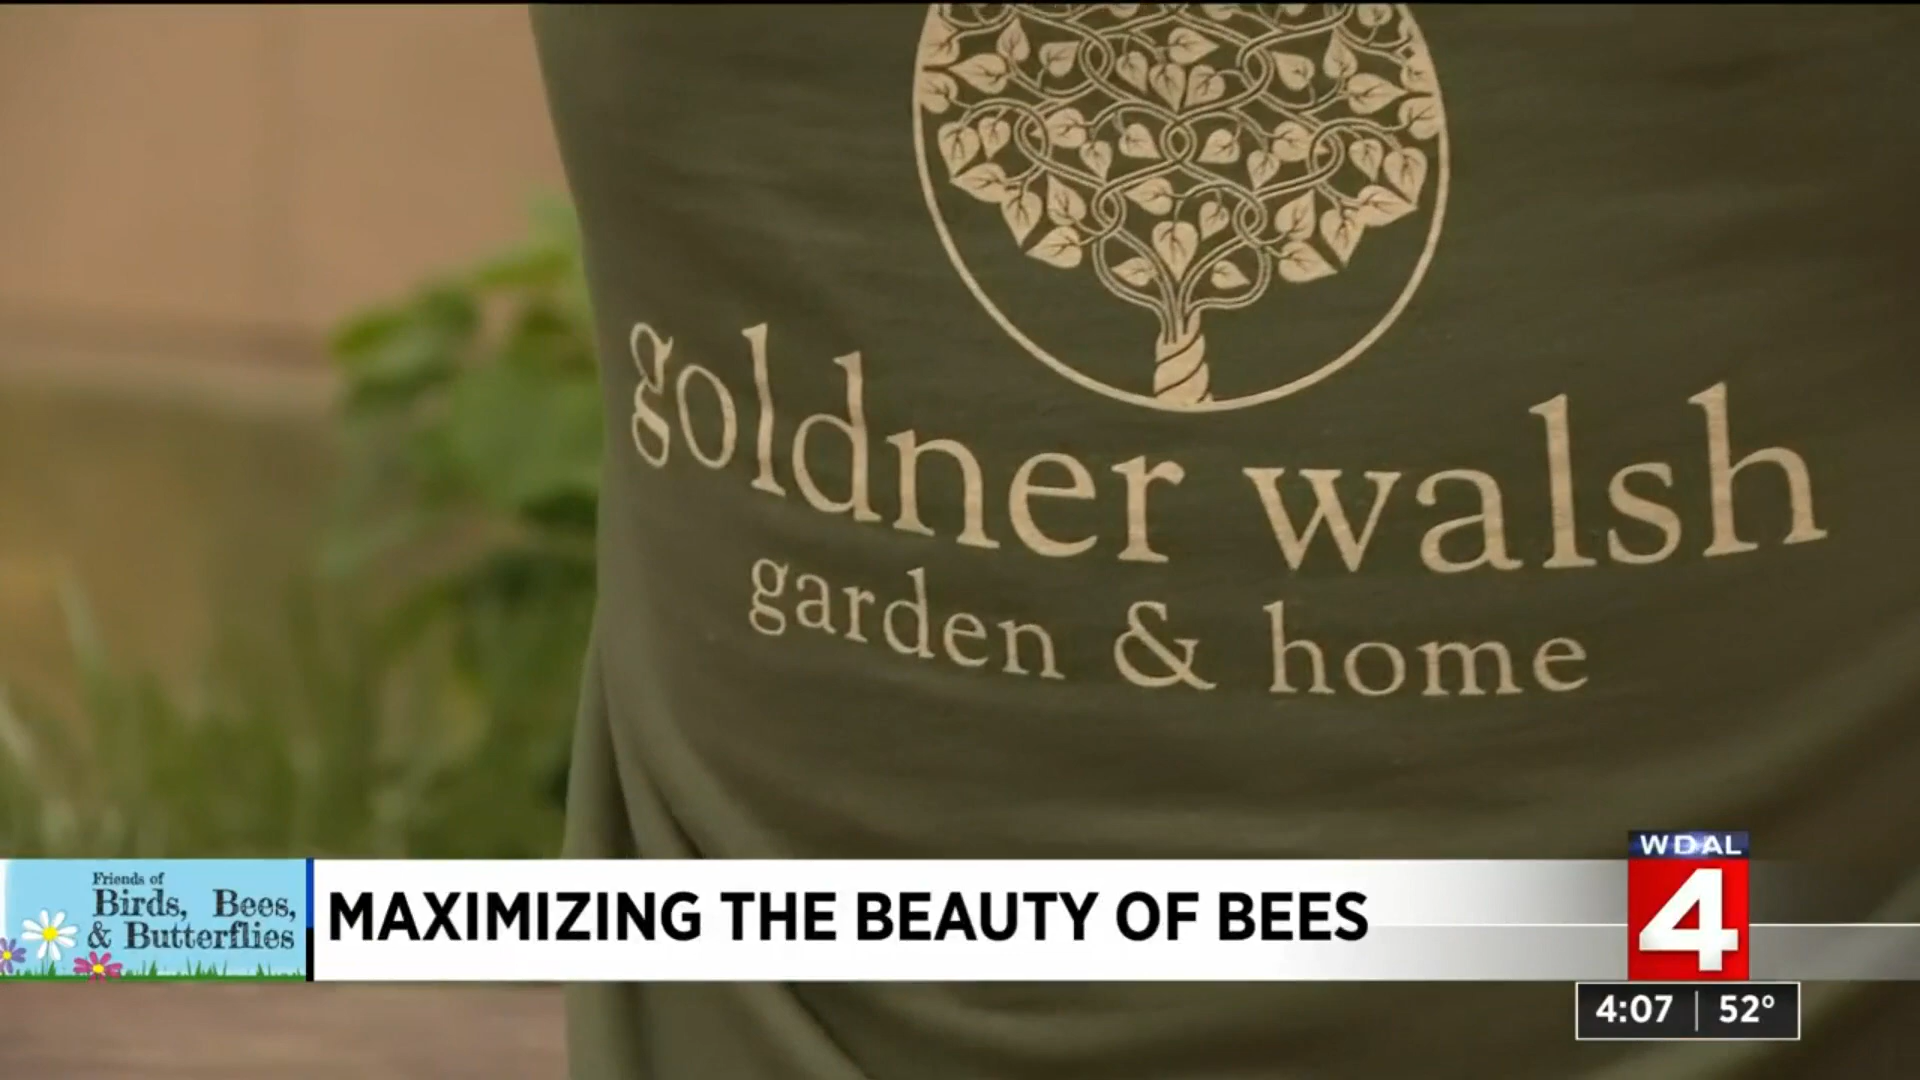 goldner walsh
garden & home
Friends of
Birds, Bees,
& Butterflies
MAXIMIZING THE BEAUTY OF BEES
WDAL
4
4:07 52°